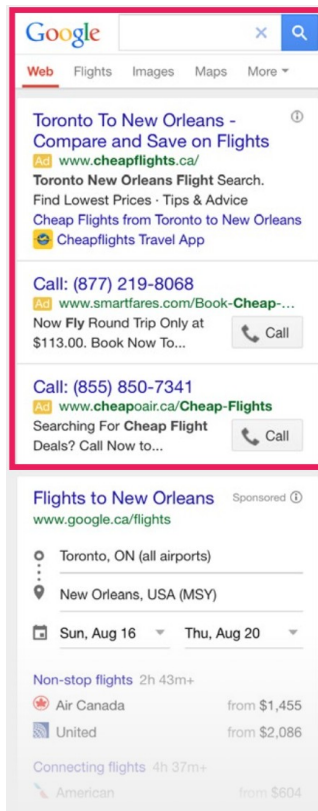 Google
Web Flights Images Maps More
Toronto To New Orleans -
Compare and Save on Flights
Ad www.cheapflights.ca/
Toronto New Orleans Flight Search.
Find Lowest Prices · Tips & Advice
Cheap Flights from Toronto to New Orleans
Cheapflights Travel App
Call: (877) 219-8068
Ad www.smartfares.com/Book-Cheap-...
Now Fly Round Trip Only at
$113.00. Book Now To...
Call
Call: (855) 850-7341
Ad www.cheapoair.ca/Cheap-Flights
Searching For Cheap Flight
Deals? Call Now to...
Call
Flights to New Orleans Sponsored
www.google.ca/flights
Toronto, ON (all airports)
New Orleans, USA (MSY)
Sun, Aug 16 Thu, Aug 20
Non-stop flights 2h 43m+
Air Canada from $1,455
United from $2,086
Connecting flights 4h 37m+
American from $604